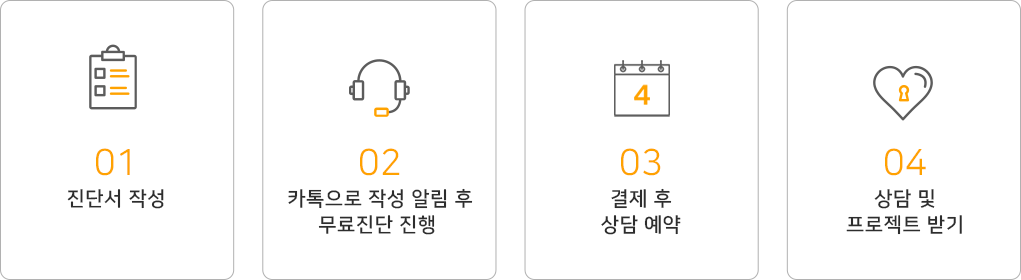 01
진단서 작성
02
카톡으로 작성 알림 후
무료진단 진행
4
03
결제 후
상담 예약
04
상담 및
프로젝트 받기